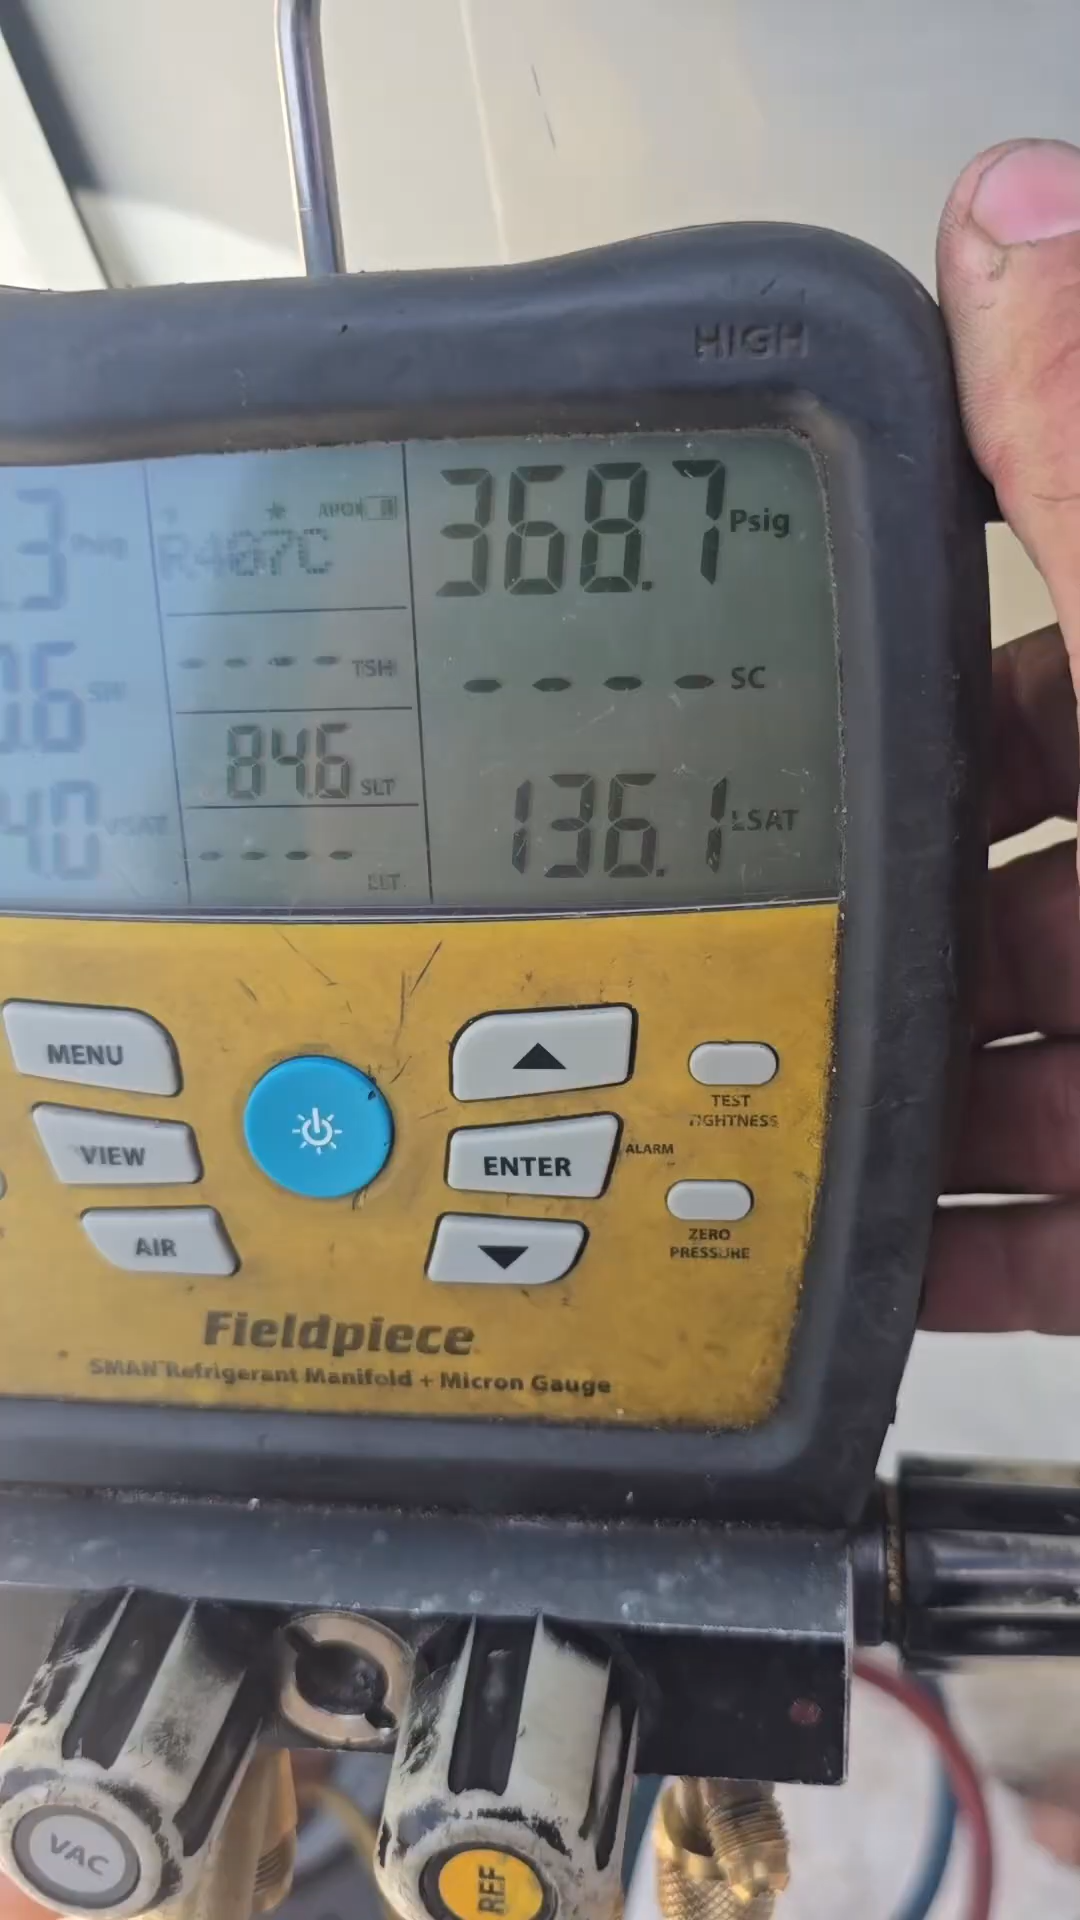 HIGH
APO
R407C
368.7 Psig
- - - - TSH
- - - - SC
84.6 SLT
136.1 LSAT
- - - -
MENU
VIEW
AIR
ENTER
ALARM
TEST
TIGHTNESS
ZERO
PRESSURE
Fieldpiece
SMAN Refrigerant Manifold + Micron Gauge
VAC
REF